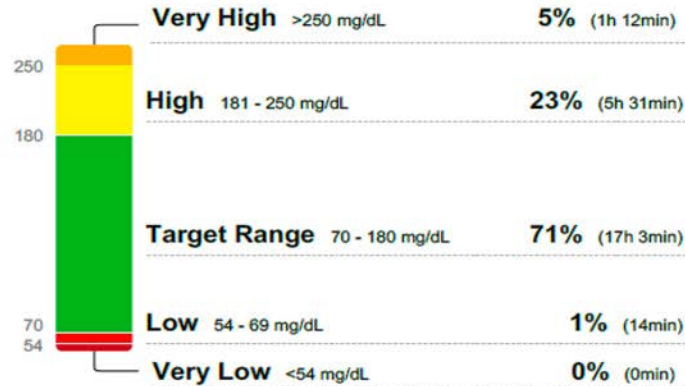 Very High >250 mg/dL 5% (1h 12min)
250
High 181 - 250 mg/dL 23% (5h 31min)
180
Target Range 70 - 180 mg/dL 71% (17h 3min)
70
Low 54 - 69 mg/dL 1% (14min)
54
Very Low <54 mg/dL 0% (0min)